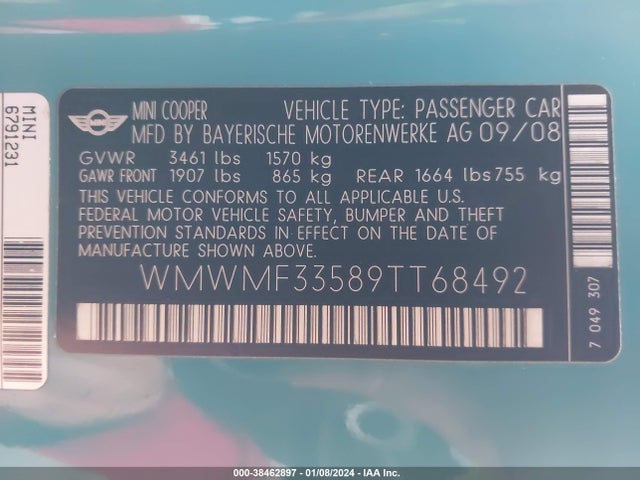 MINI
6791231
MINI
MINI COOPER VEHICLE TYPE: PASSENGER CAR
MFD BY BAYERISCHE MOTORENWERKE AG 09/08
GVWR 3461 lbs 1570 kg
GAWR FRONT 1907 lbs 865 kg REAR 1664 lbs 755 kg
THIS VEHICLE CONFORMS TO ALL APPLICABLE U.S.
FEDERAL MOTOR VEHICLE SAFETY, BUMPER AND THEFT
PREVENTION STANDARDS IN EFFECT ON THE DATE OF
MANUFACTURE SHOWN ABOVE.
WMWMF33589TT68492
7 049 307
000-38462897 - 01/08/2024 - IAA Inc.